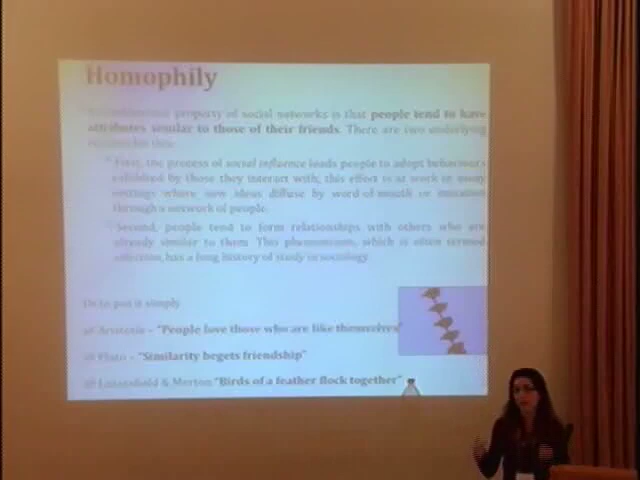 Homophily
property of social networks is that people tend to have
attributes similar to those of their friends. There are two underlying
reasons for this:
First, the process of social influence leads people to adopt behaviours
exhibited by those they interact with; this effect is at work in many
settings where new ideas diffuse by word-of-mouth or imitation
through a network of people.
Second, people tend to form relationships with others who are
already similar to them. This phenomenon, which is often termed
selection, has a long history of study in sociology.
Or to put it simply
a) Aristotle – "People love those who are like themselves"
b) Plato – "Similarity begets friendship"
c) Lazarsfeld & Merton "Birds of a feather flock together"